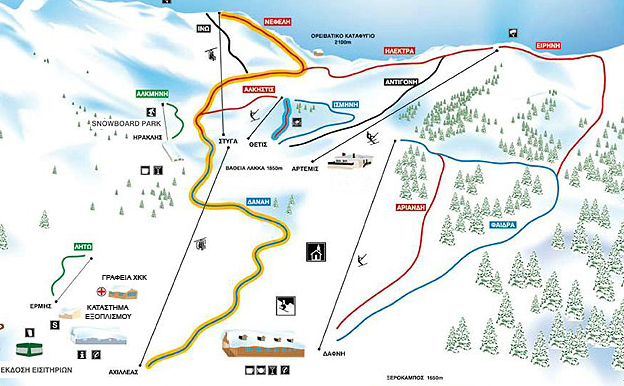 ΝΕΦΕΛΗ
ΙΝΩ
ΟΡΕΙΒΑΤΙΚΟ ΚΑΤΑΦΥΓΙΟ
2100m
ΗΛΕΚΤΡΑ
ΕΙΡΗΝΗ
ΑΛΚΗΣΤΙΣ
ΑΝΤΙΓΟΝΗ
ΑΛΚΜΗΝΗ
ΙΣΜΗΝΗ
SNOWBOARD PARK
ΗΡΑΚΛΗΣ
ΣΤΥΓΑ
ΘΕΤΙΣ
ΒΑΘΕΙΑ ΛΑΚΚΑ 1850m
ΑΡΤΕΜΙΣ
ΔΑΝΑΗ
ΑΡΙΑΝΔΗ
ΦΑΙΔΡΑ
ΛΗΤΩ
ΓΡΑΦΕΙΑ ΧΚΚ
ΕΡΜΗΣ
ΚΑΤΑΣΤΗΜΑ
ΕΞΟΠΛΙΣΜΟΥ
P
S
ΕΚΔΟΣΗ ΕΙΣΙΤΗΡΙΩΝ
ΑΧΙΛΛΕΑΣ
ΔΑΦΝΗ
ΞΕΡΟΚΑΜΠΟΣ 1650m